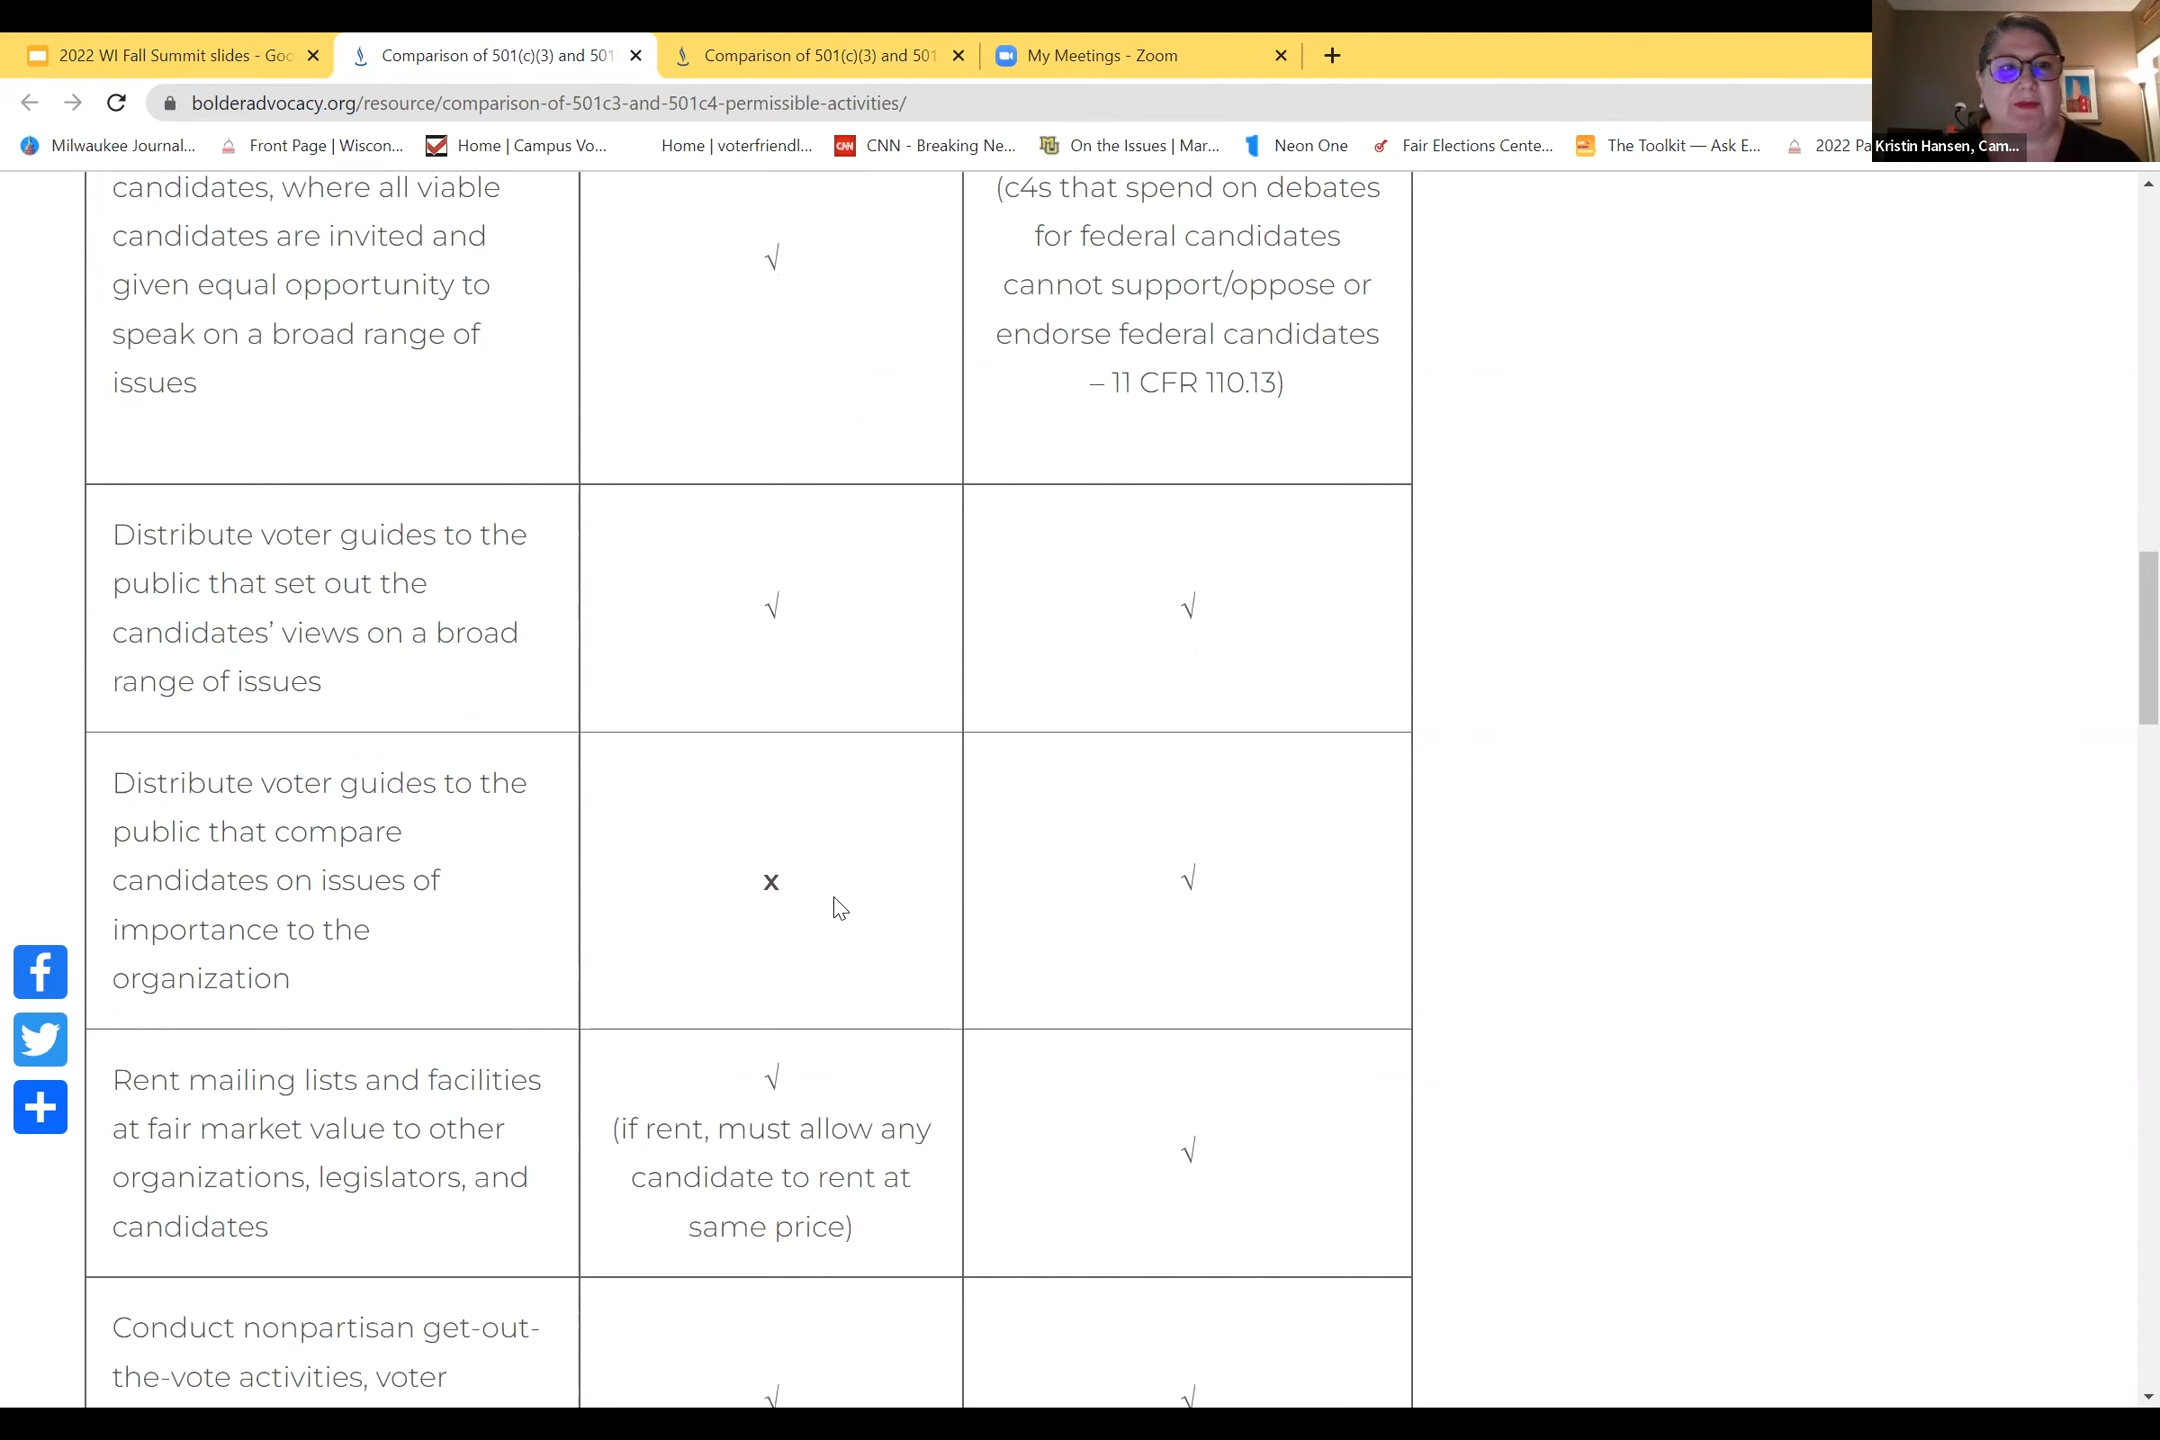 2022 WI Fall Summit slides - Goo
Comparison of 501(c)(3) and 501
Comparison of 501(c)(3) and 501
My Meetings - Zoom
bolderadvocacy.org/resource/comparison-of-501c3-and-501c4-permissible-activities/
Milwaukee Journal...
Front Page | Wiscon...
Home | Campus Vo...
Home | voterfriendl...
CNN - Breaking Ne...
On the Issues | Mar...
Neon One
Fair Elections Cente...
The Toolkit — Ask E...
2022 Pa
Kristin Hansen, Cam...
candidates, where all viable
candidates are invited and
given equal opportunity to
speak on a broad range of
issues
√
(c4s that spend on debates
for federal candidates
cannot support/oppose or
endorse federal candidates
– 11 CFR 110.13)
Distribute voter guides to the
public that set out the
candidates’ views on a broad
range of issues
√
√
Distribute voter guides to the
public that compare
candidates on issues of
importance to the
organization
x
√
Rent mailing lists and facilities
at fair market value to other
organizations, legislators, and
candidates
√
(if rent, must allow any
candidate to rent at
same price)
√
Conduct nonpartisan get-out-
the-vote activities, voter
√
√